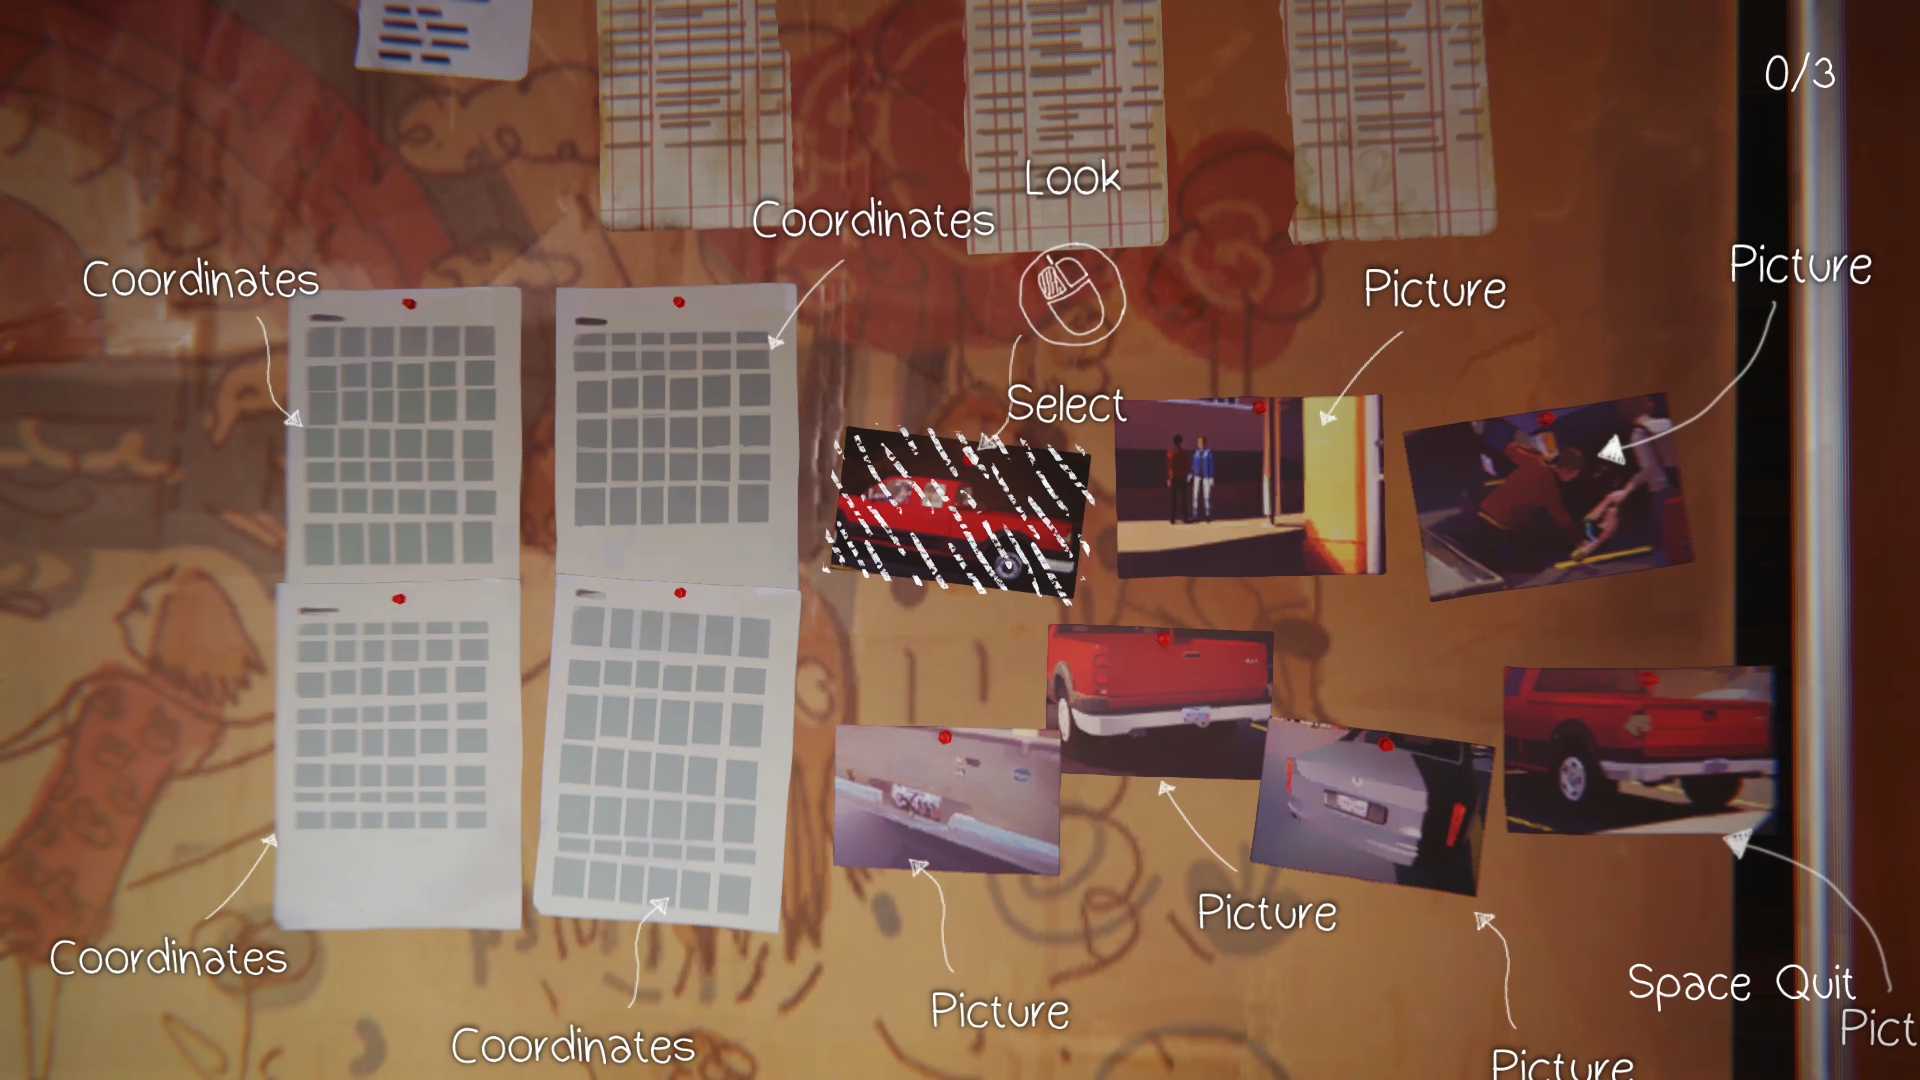 0/3
Look
Coordinates
Picture
Picture
Coordinates
Select
Picture
Coordinates
Space Quit
Picture
Pict
Coordinates
Picture